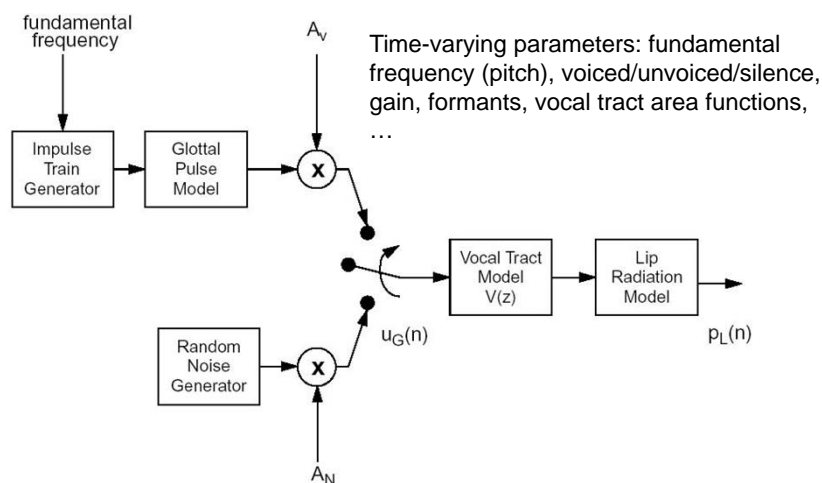 fundamental
frequency
A_v
Time-varying parameters: fundamental
frequency (pitch), voiced/unvoiced/silence,
gain, formants, vocal tract area functions,
…
Impulse
Train
Generator
Glottal
Pulse
Model
X
Vocal Tract
Model
V(z)
Lip
Radiation
Model
u_G(n)
p_L(n)
Random
Noise
Generator
X
A_N